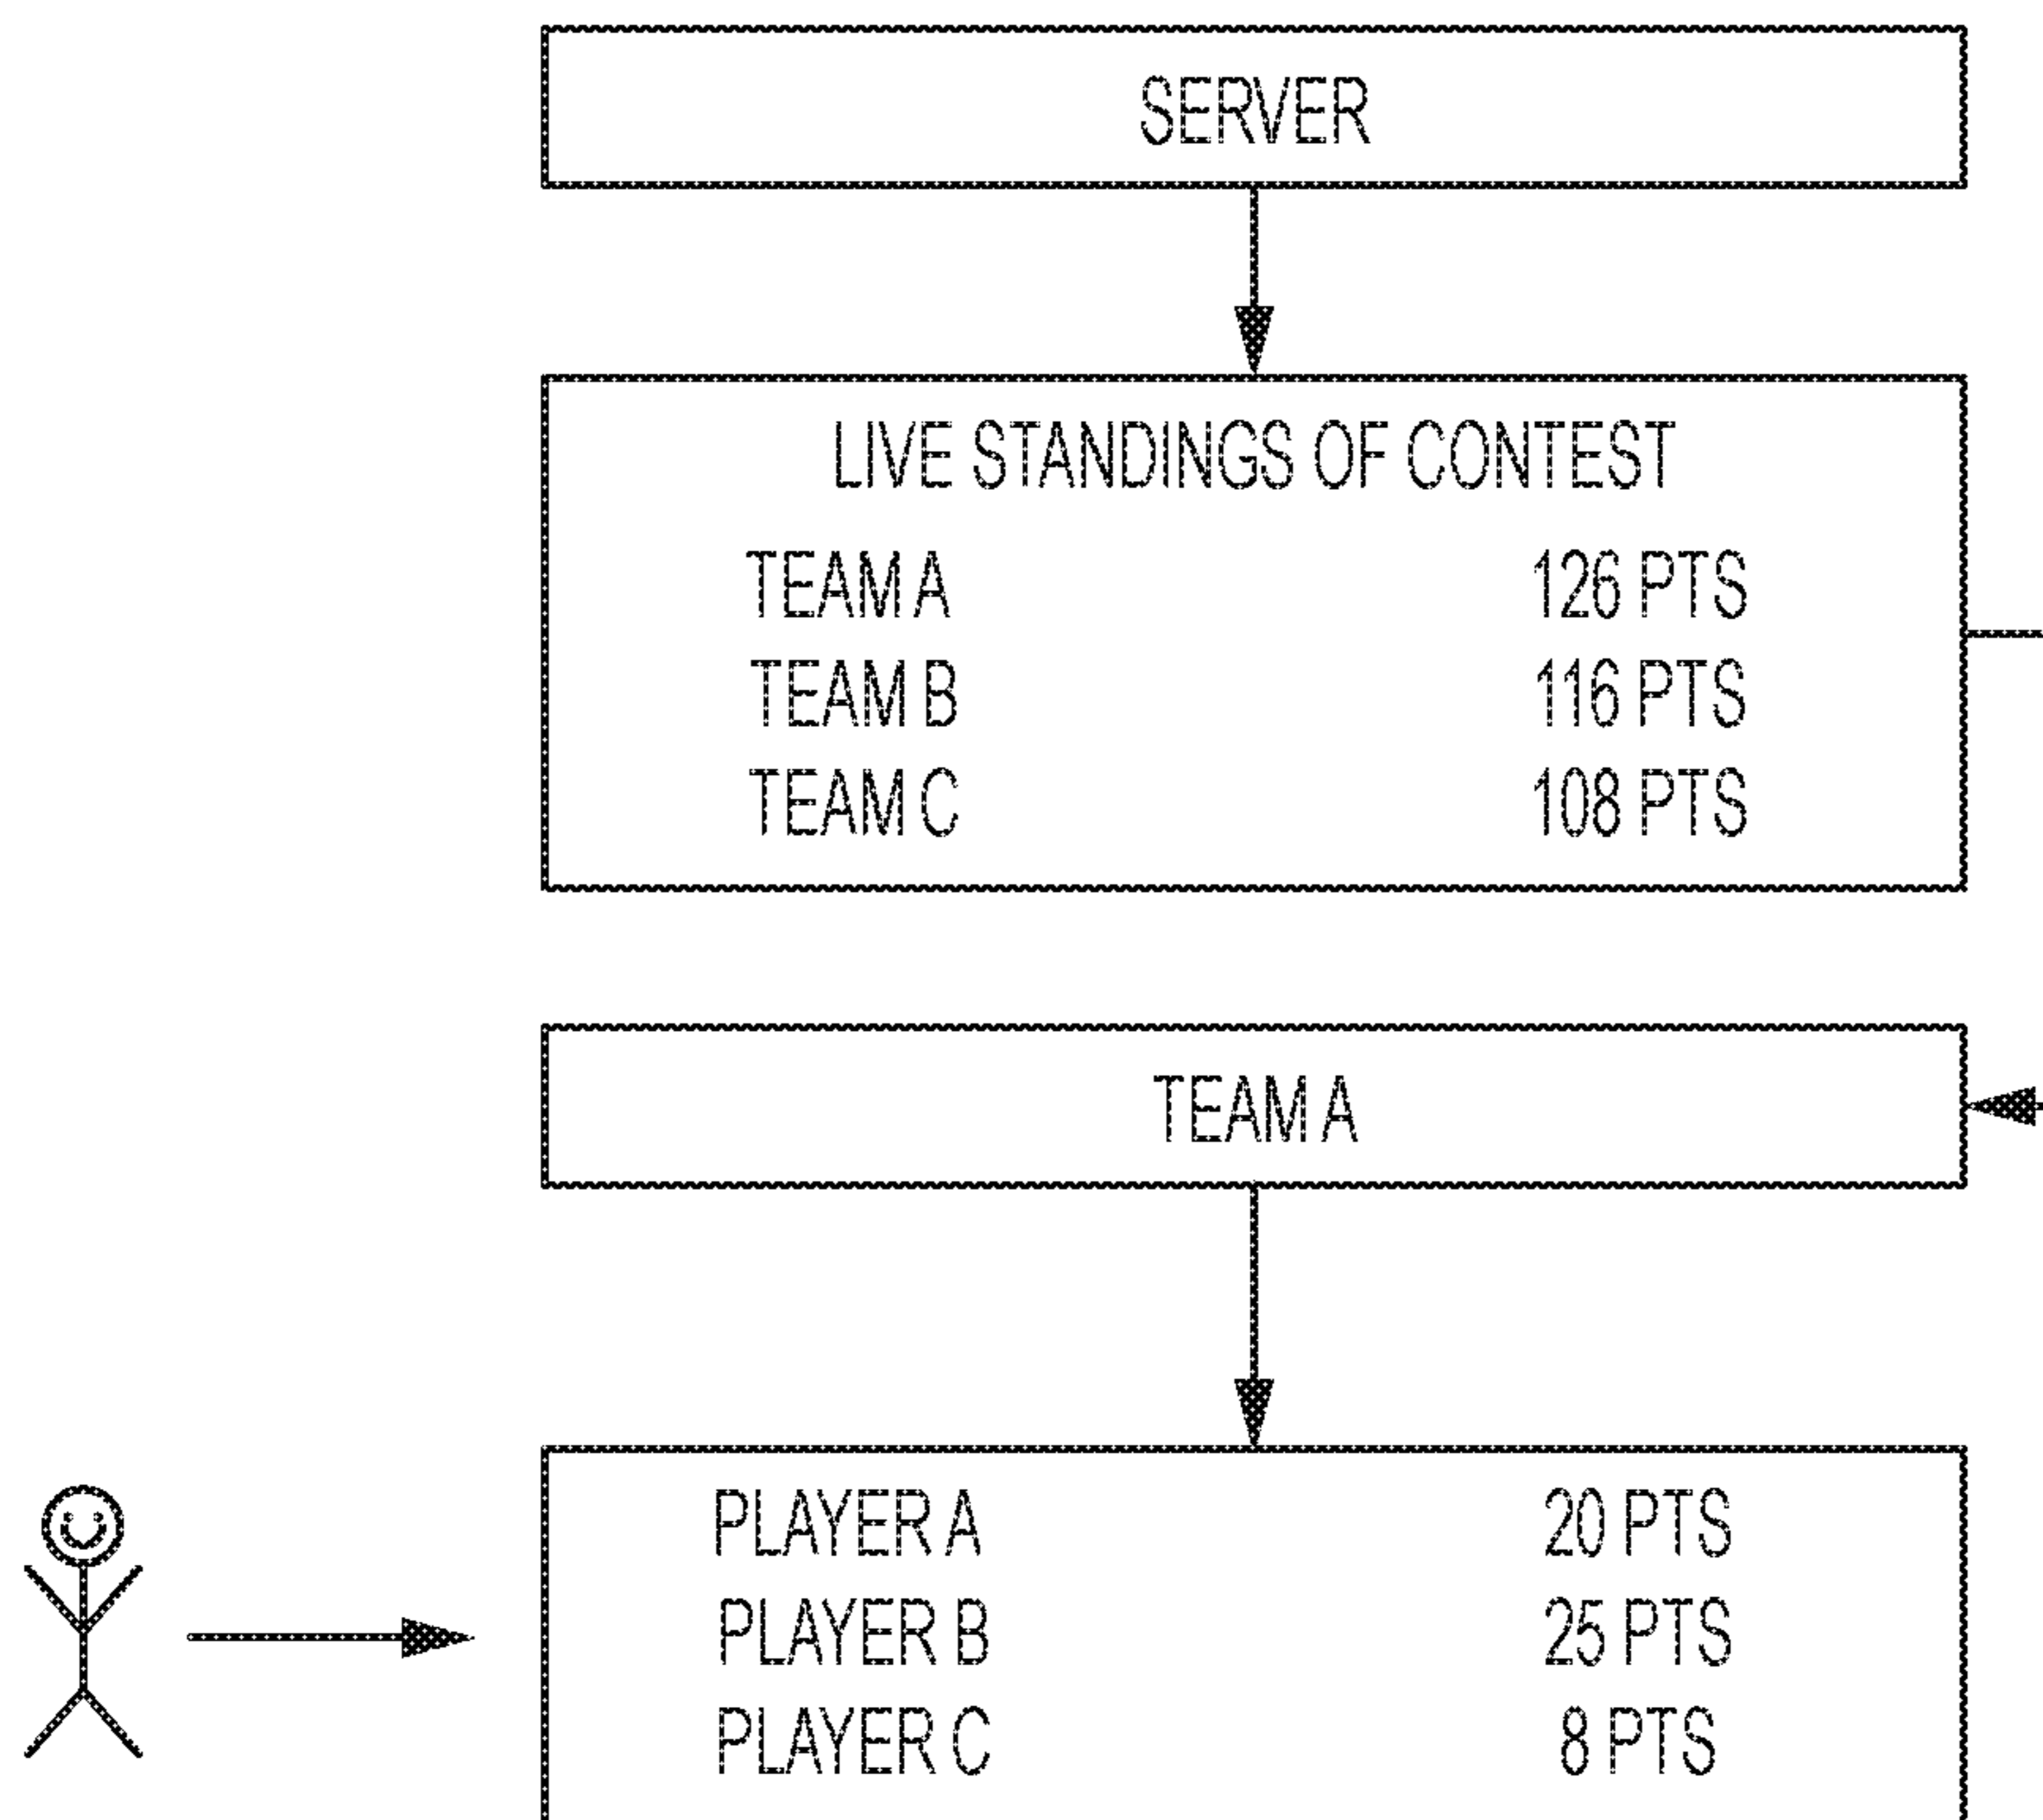 SERVER
LIVE STANDINGS OF CONTEST
TEAM A 126 PTS
TEAM B 116 PTS
TEAM C 108 PTS
TEAM A
PLAYER A 20 PTS
PLAYER B 25 PTS
PLAYER C 8 PTS